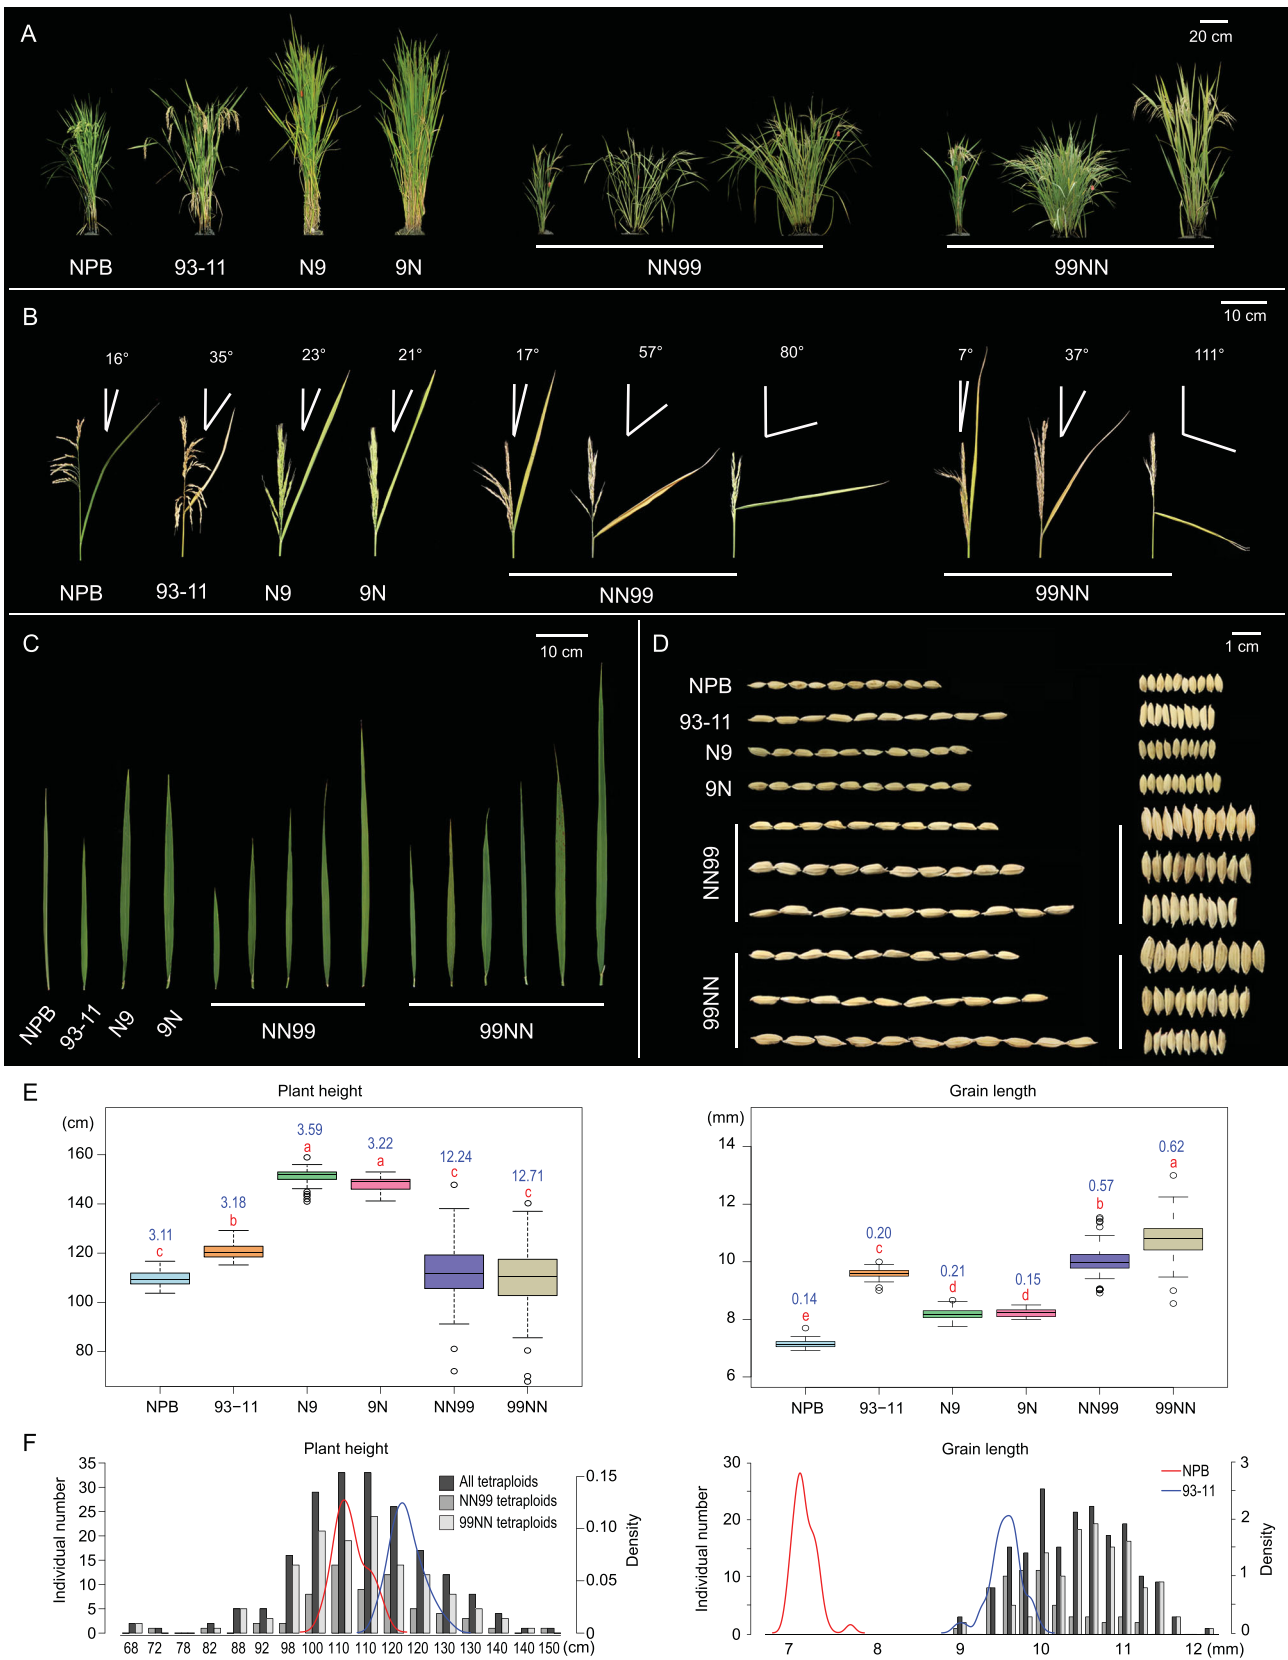 A
20 cm
NPB 93-11 N9 9N NN99 99NN
B
10 cm
16° 35° 23° 21° 17° 57° 80° 7° 37° 111°
NPB 93-11 N9 9N NN99 99NN
C
10 cm
NPB 93-11 N9 9N NN99 99NN
D
1 cm
NPB
93-11
N9
9N
NN99
99NN
E
Plant height
(cm)
160
140
120
100
80
3.11 3.18 3.59 3.22 12.24 12.71
c b a a c c
NPB 93−11 N9 9N NN99 99NN
Grain length
(mm)
14
12
10
8
6
0.14 0.20 0.21 0.15 0.57 0.62
e c d d b a
NPB 93−11 N9 9N NN99 99NN
F
Plant height
Individual number
35
30
25
20
15
10
5
0
All tetraploids
NN99 tetraploids
99NN tetraploids
0.15
0.10
0.05
0
Density
68 72 78 82 88 92 98 100 110 110 120 120 130 130 140 140 150 (cm)
Grain length
Individual number
30
20
10
0
NPB
93-11
3
2
1
0
Density
7 8 9 10 11 12 (mm)